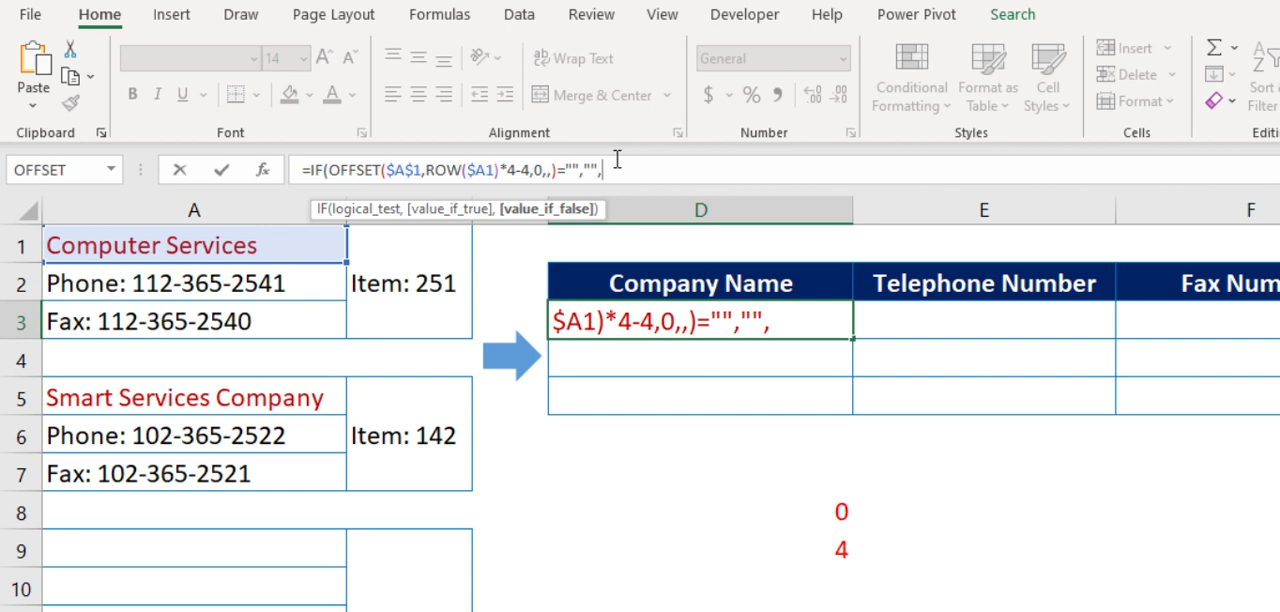 File Home Insert Draw Page Layout Formulas Data Review View Developer Help Power Pivot Search
14 A A Wrap Text General Insert
Paste B I U A Merge & Center $ % Conditional Formatting Format as Table Cell Styles Delete Format Sort
Clipboard Font Alignment Number Styles Cells
OFFSET fx =IF(OFFSET($A$1,ROW($A1)*4-4,0,,)="","",
IF(logical_test, [value_if_true], [value_if_false])
A D E F
1 Computer Services
2 Phone: 112-365-2541 Item: 251 Company Name Telephone Number Fax
3 Fax: 112-365-2540 $A1)*4-4,0,,)="","",
4
5 Smart Services Company
6 Phone: 102-365-2522 Item: 142
7 Fax: 102-365-2521
8 0
9 4
10